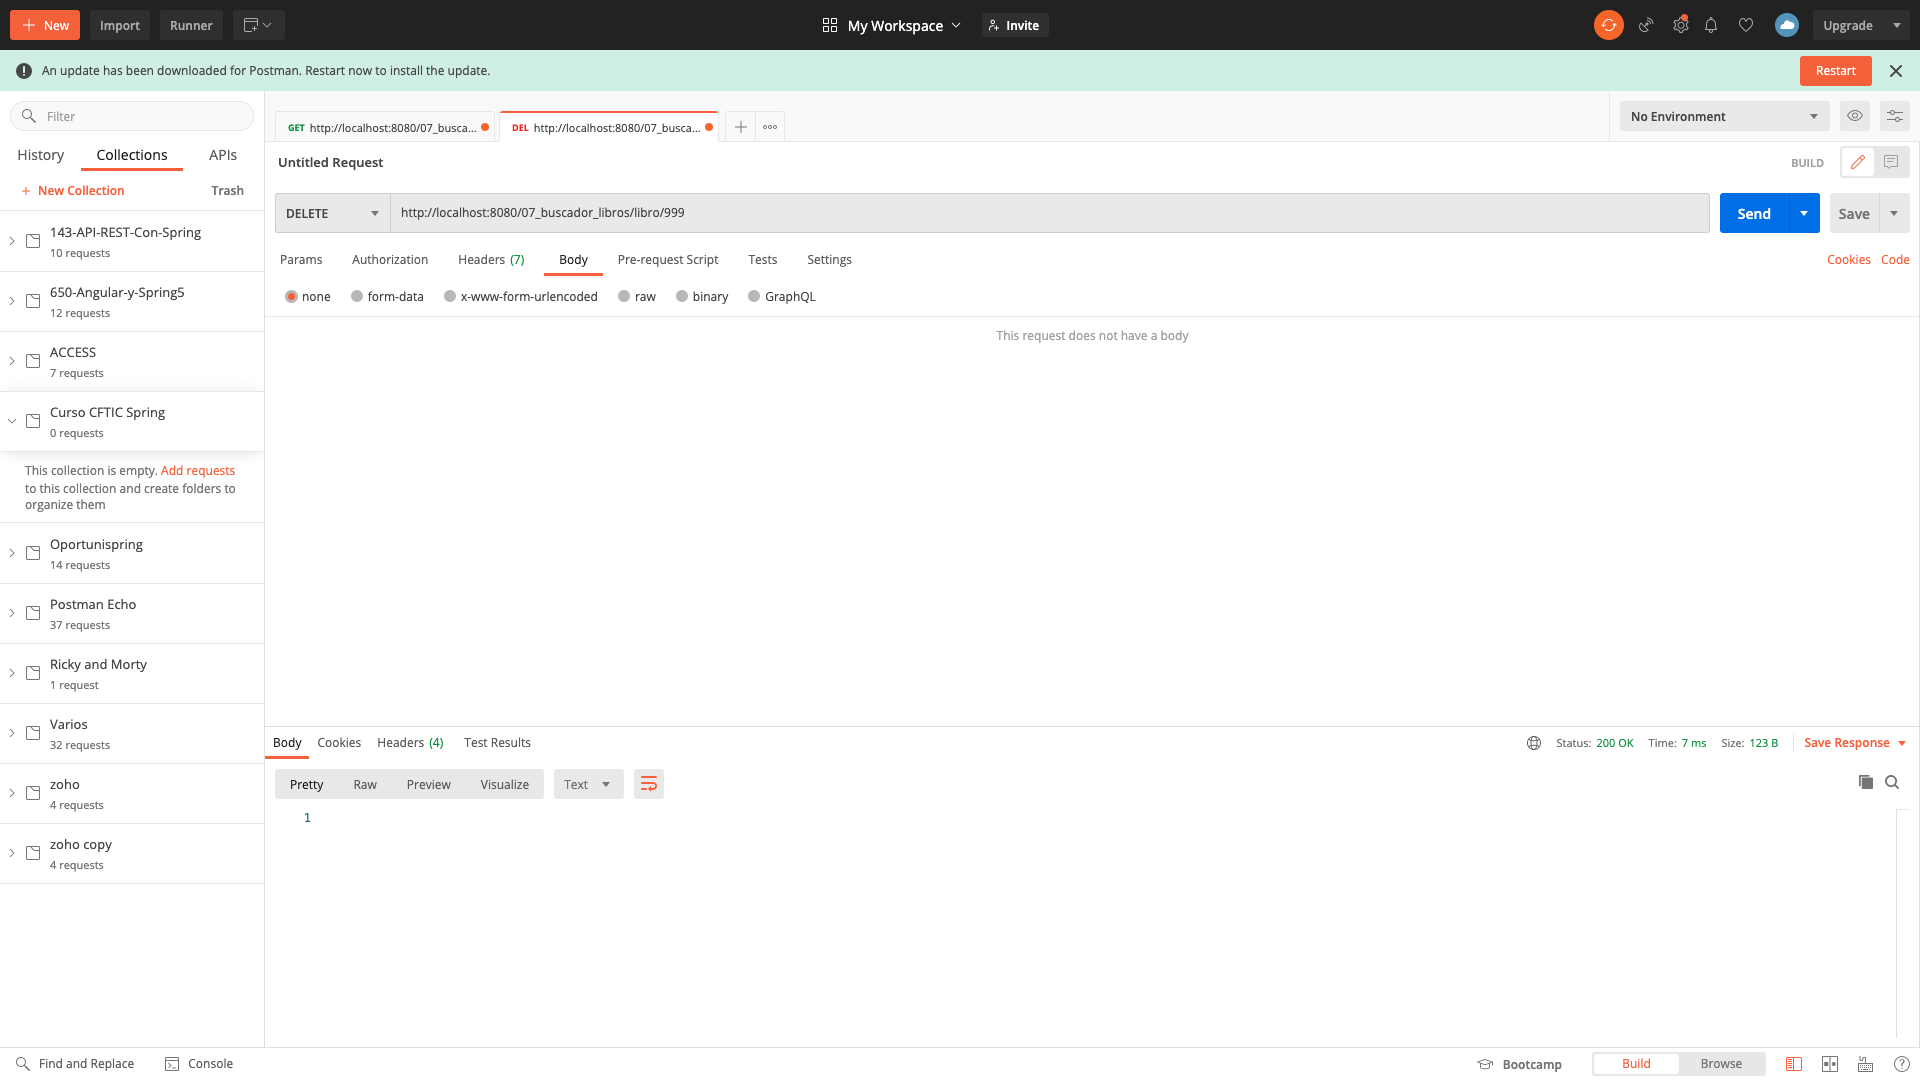 New Import Runner My Workspace Invite Upgrade
An update has been downloaded for Postman. Restart now to install the update. Restart
Filter
GET http://localhost:8080/07_busca...
DEL http://localhost:8080/07_busca...
No Environment
History Collections APIs
Untitled Request BUILD
New Collection Trash
DELETE http://localhost:8080/07_buscador_libros/libro/999 Send Save
143-API-REST-Con-Spring
10 requests
Params Authorization Headers (7) Body Pre-request Script Tests Settings Cookies Code
none form-data x-www-form-urlencoded raw binary GraphQL
This request does not have a body
650-Angular-y-Spring5
12 requests
ACCESS
7 requests
Curso CFTIC Spring
0 requests
This collection is empty. Add requests
to this collection and create folders to
organize them
Oportunispring
14 requests
Postman Echo
37 requests
Ricky and Morty
1 request
Varios
32 requests
zoho
4 requests
zoho copy
4 requests
Body Cookies Headers (4) Test Results Status: 200 OK Time: 7 ms Size: 123 B Save Response
Pretty Raw Preview Visualize Text
1
Find and Replace Console Bootcamp Build Browse